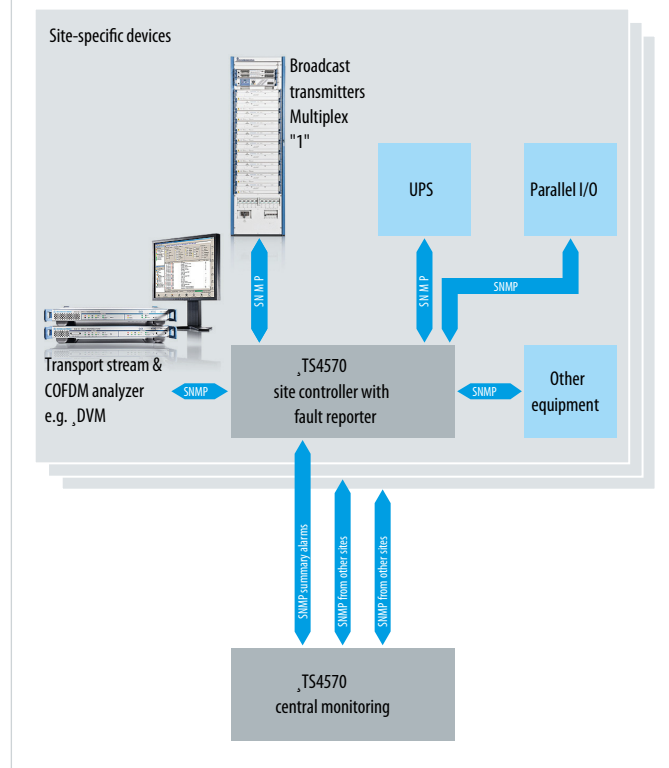 Site-specific devices
Broadcast
transmitters
Multiplex
"1"
UPS
Parallel I/O
SNMP
SNMP
SNMP
Transport stream &
COFDM analyzer
e.g. ¸DVM
SNMP
¸TS4570
site controller with
fault reporter
SNMP
Other
equipment
SNMP summary alarms
SNMP from other sites
SNMP from other sites
¸TS4570
central monitoring